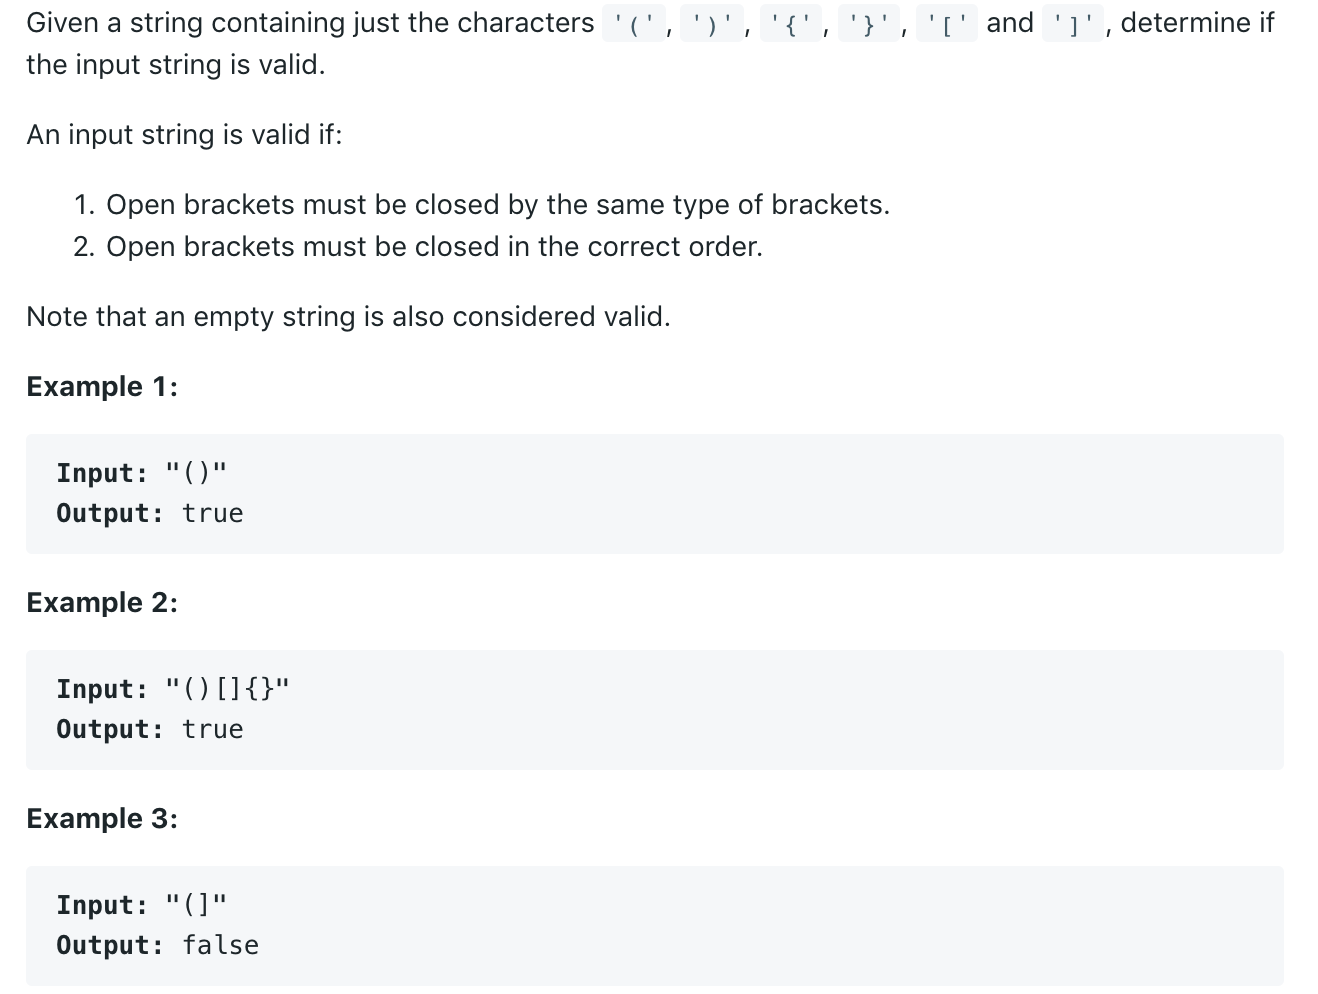 Given a string containing just the characters '(', ')', '{', '}', '[' and ']', determine if
the input string is valid.
An input string is valid if:
1. Open brackets must be closed by the same type of brackets.
2. Open brackets must be closed in the correct order.
Note that an empty string is also considered valid.
Example 1:
Input: "()"
Output: true
Example 2:
Input: "()[]{}"
Output: true
Example 3:
Input: "(]"
Output: false